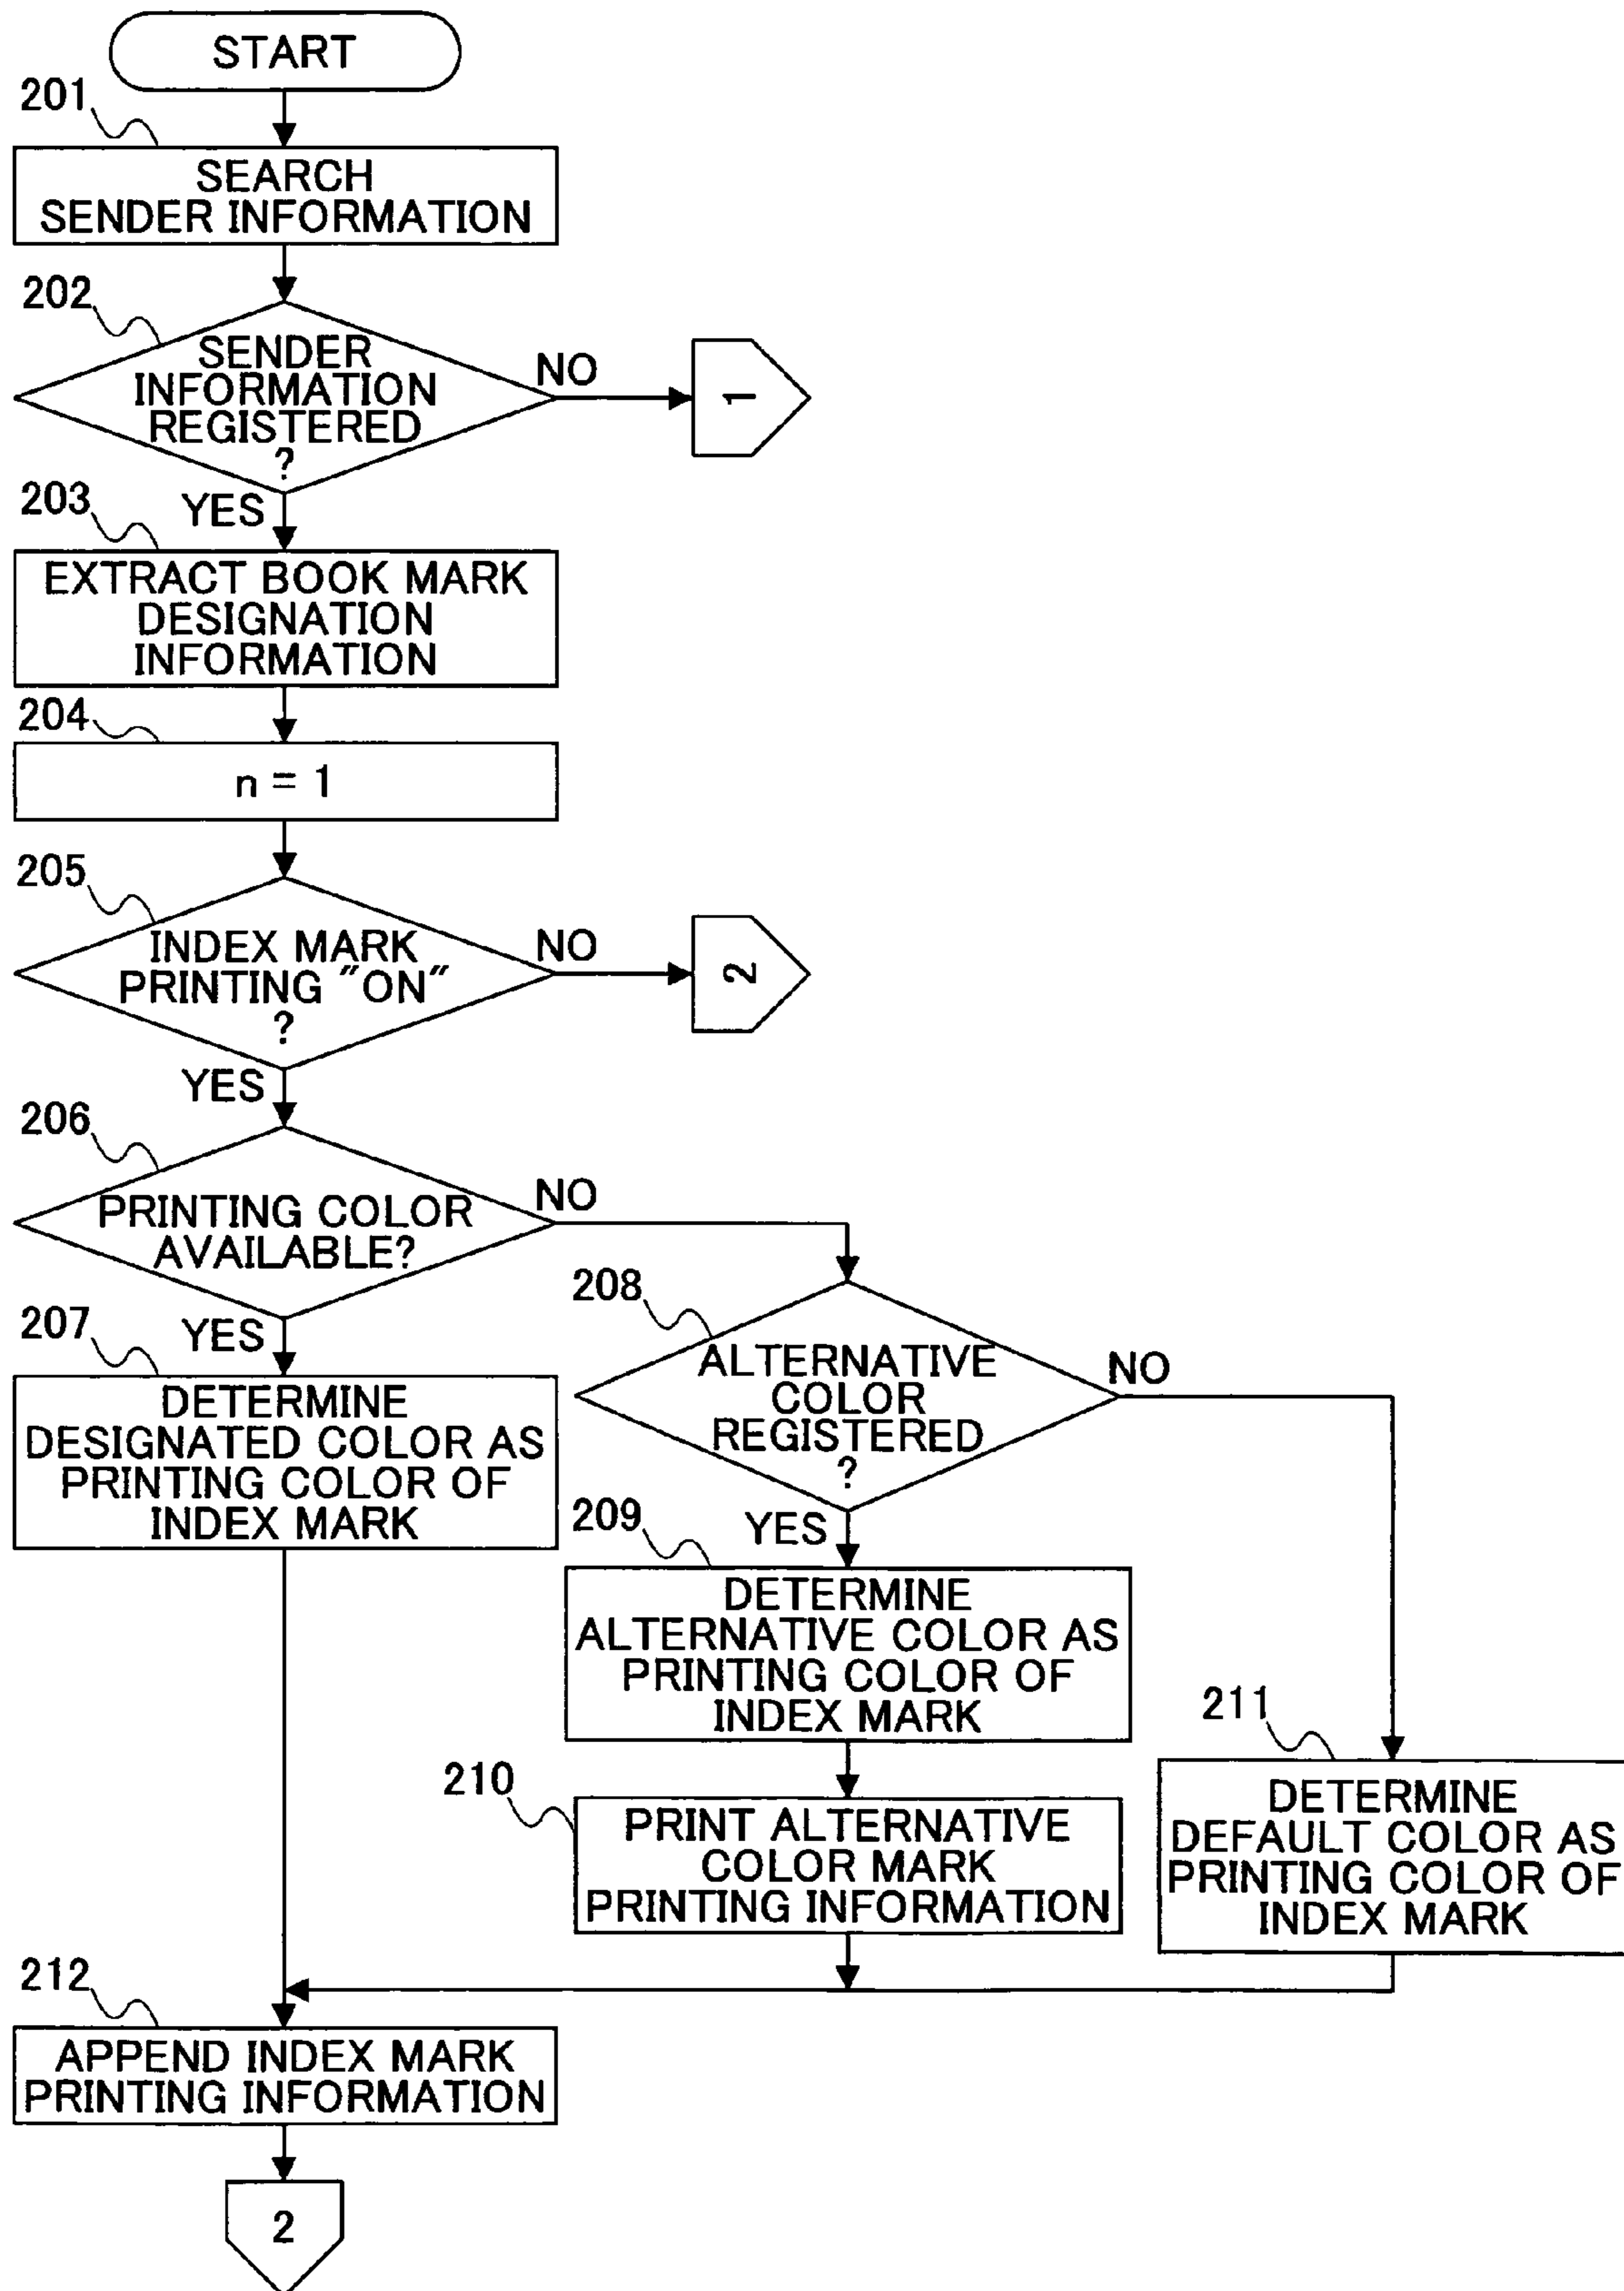 START
201
SEARCH
SENDER INFORMATION
202
SENDER
INFORMATION
REGISTERED
?
NO
1
YES
203
EXTRACT BOOK MARK
DESIGNATION
INFORMATION
204
n = 1
205
INDEX MARK
PRINTING "ON"
?
NO
2
YES
206
PRINTING COLOR
AVAILABLE?
NO
YES
207
DETERMINE
DESIGNATED COLOR AS
PRINTING COLOR OF
INDEX MARK
208
ALTERNATIVE
COLOR
REGISTERED
?
NO
YES
209
DETERMINE
ALTERNATIVE COLOR AS
PRINTING COLOR OF
INDEX MARK
210
PRINT ALTERNATIVE
COLOR MARK
PRINTING INFORMATION
211
DETERMINE
DEFAULT COLOR AS
PRINTING COLOR OF
INDEX MARK
212
APPEND INDEX MARK
PRINTING INFORMATION
2